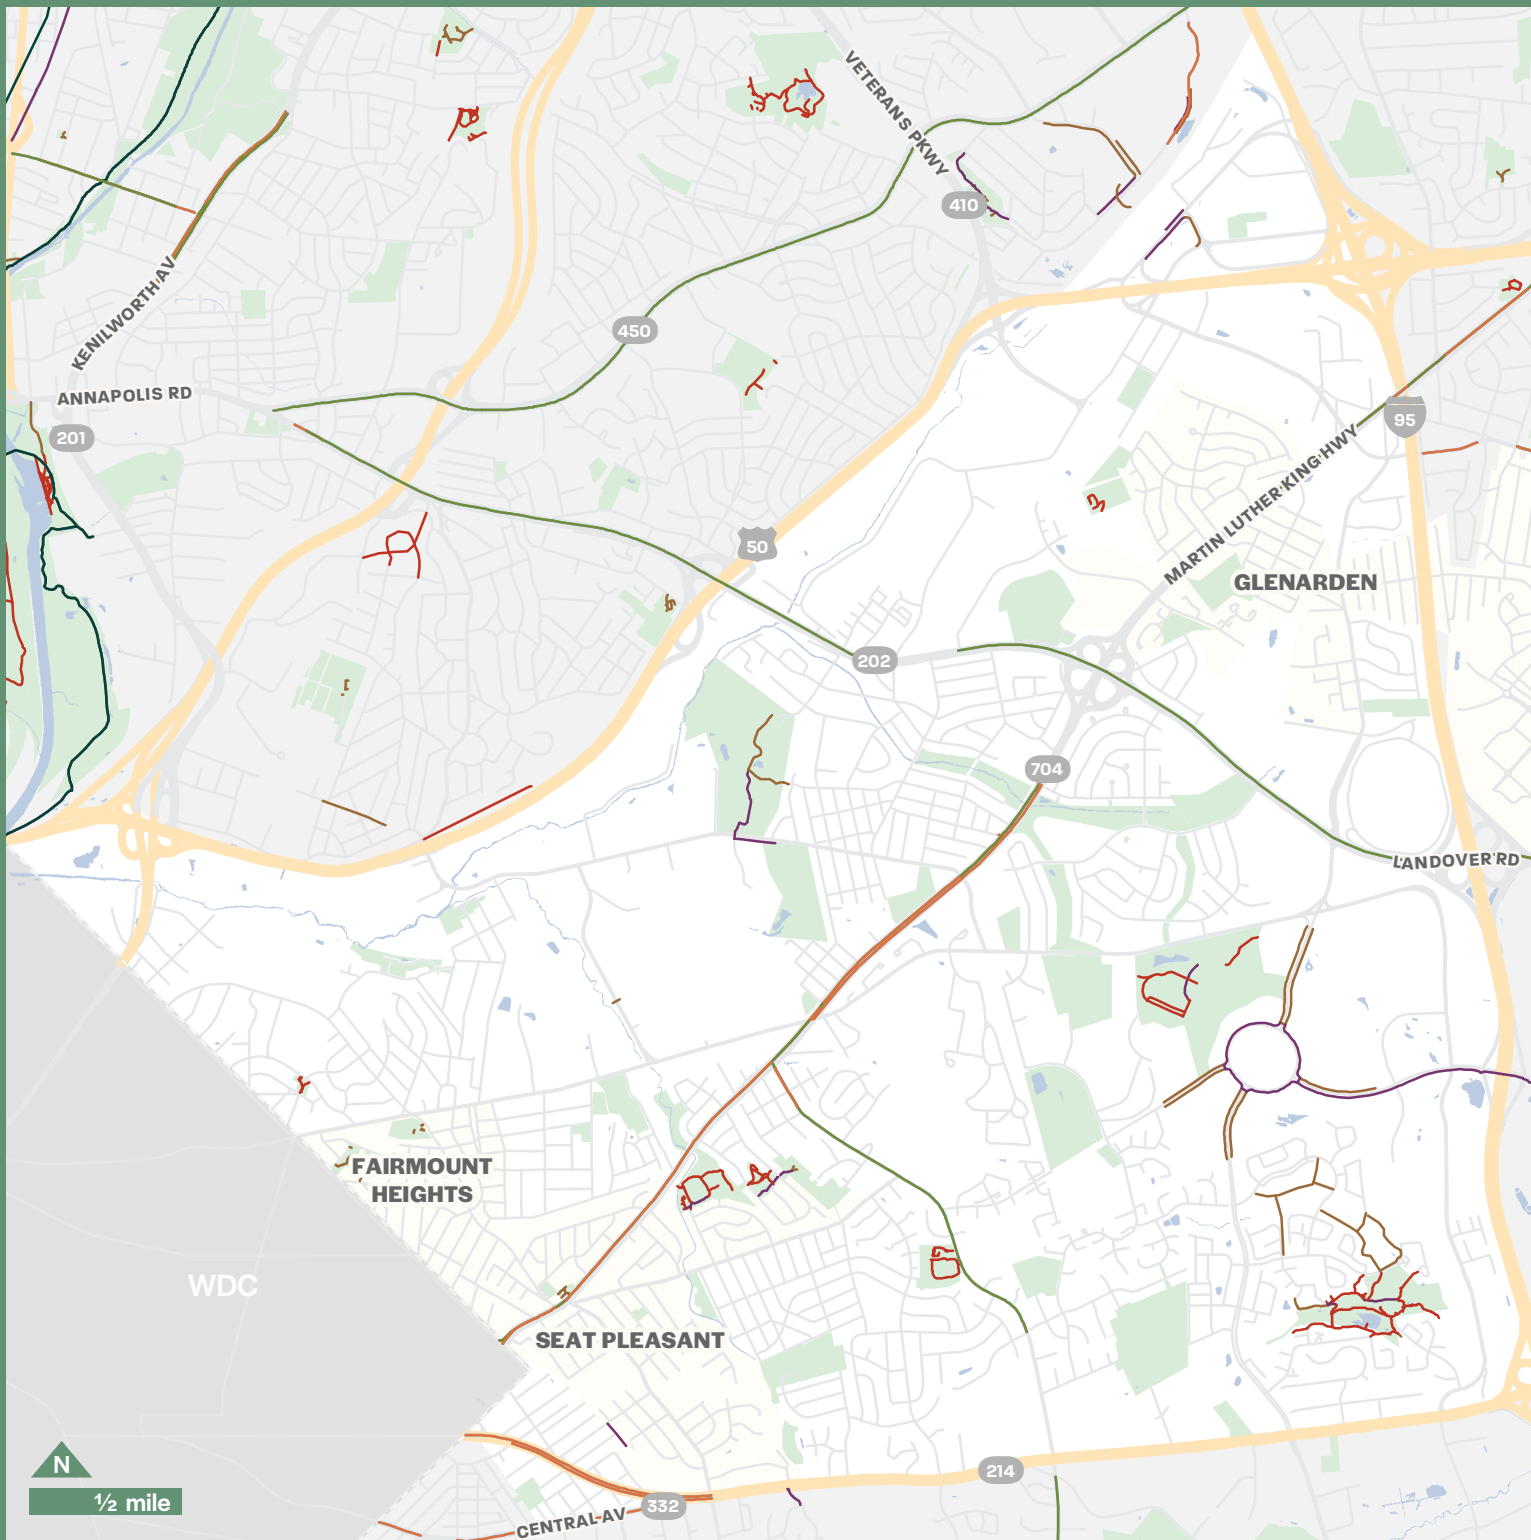 VETERANS PKWY
410
KENILWORTH AV
450
ANNAPOLIS RD
201
95
MARTIN LUTHER KING HWY
50
GLENARDEN
202
704
LANDOVER RD
FAIRMOUNT
HEIGHTS
WDC
SEAT PLEASANT
N
½ mile
214
332
CENTRAL AV